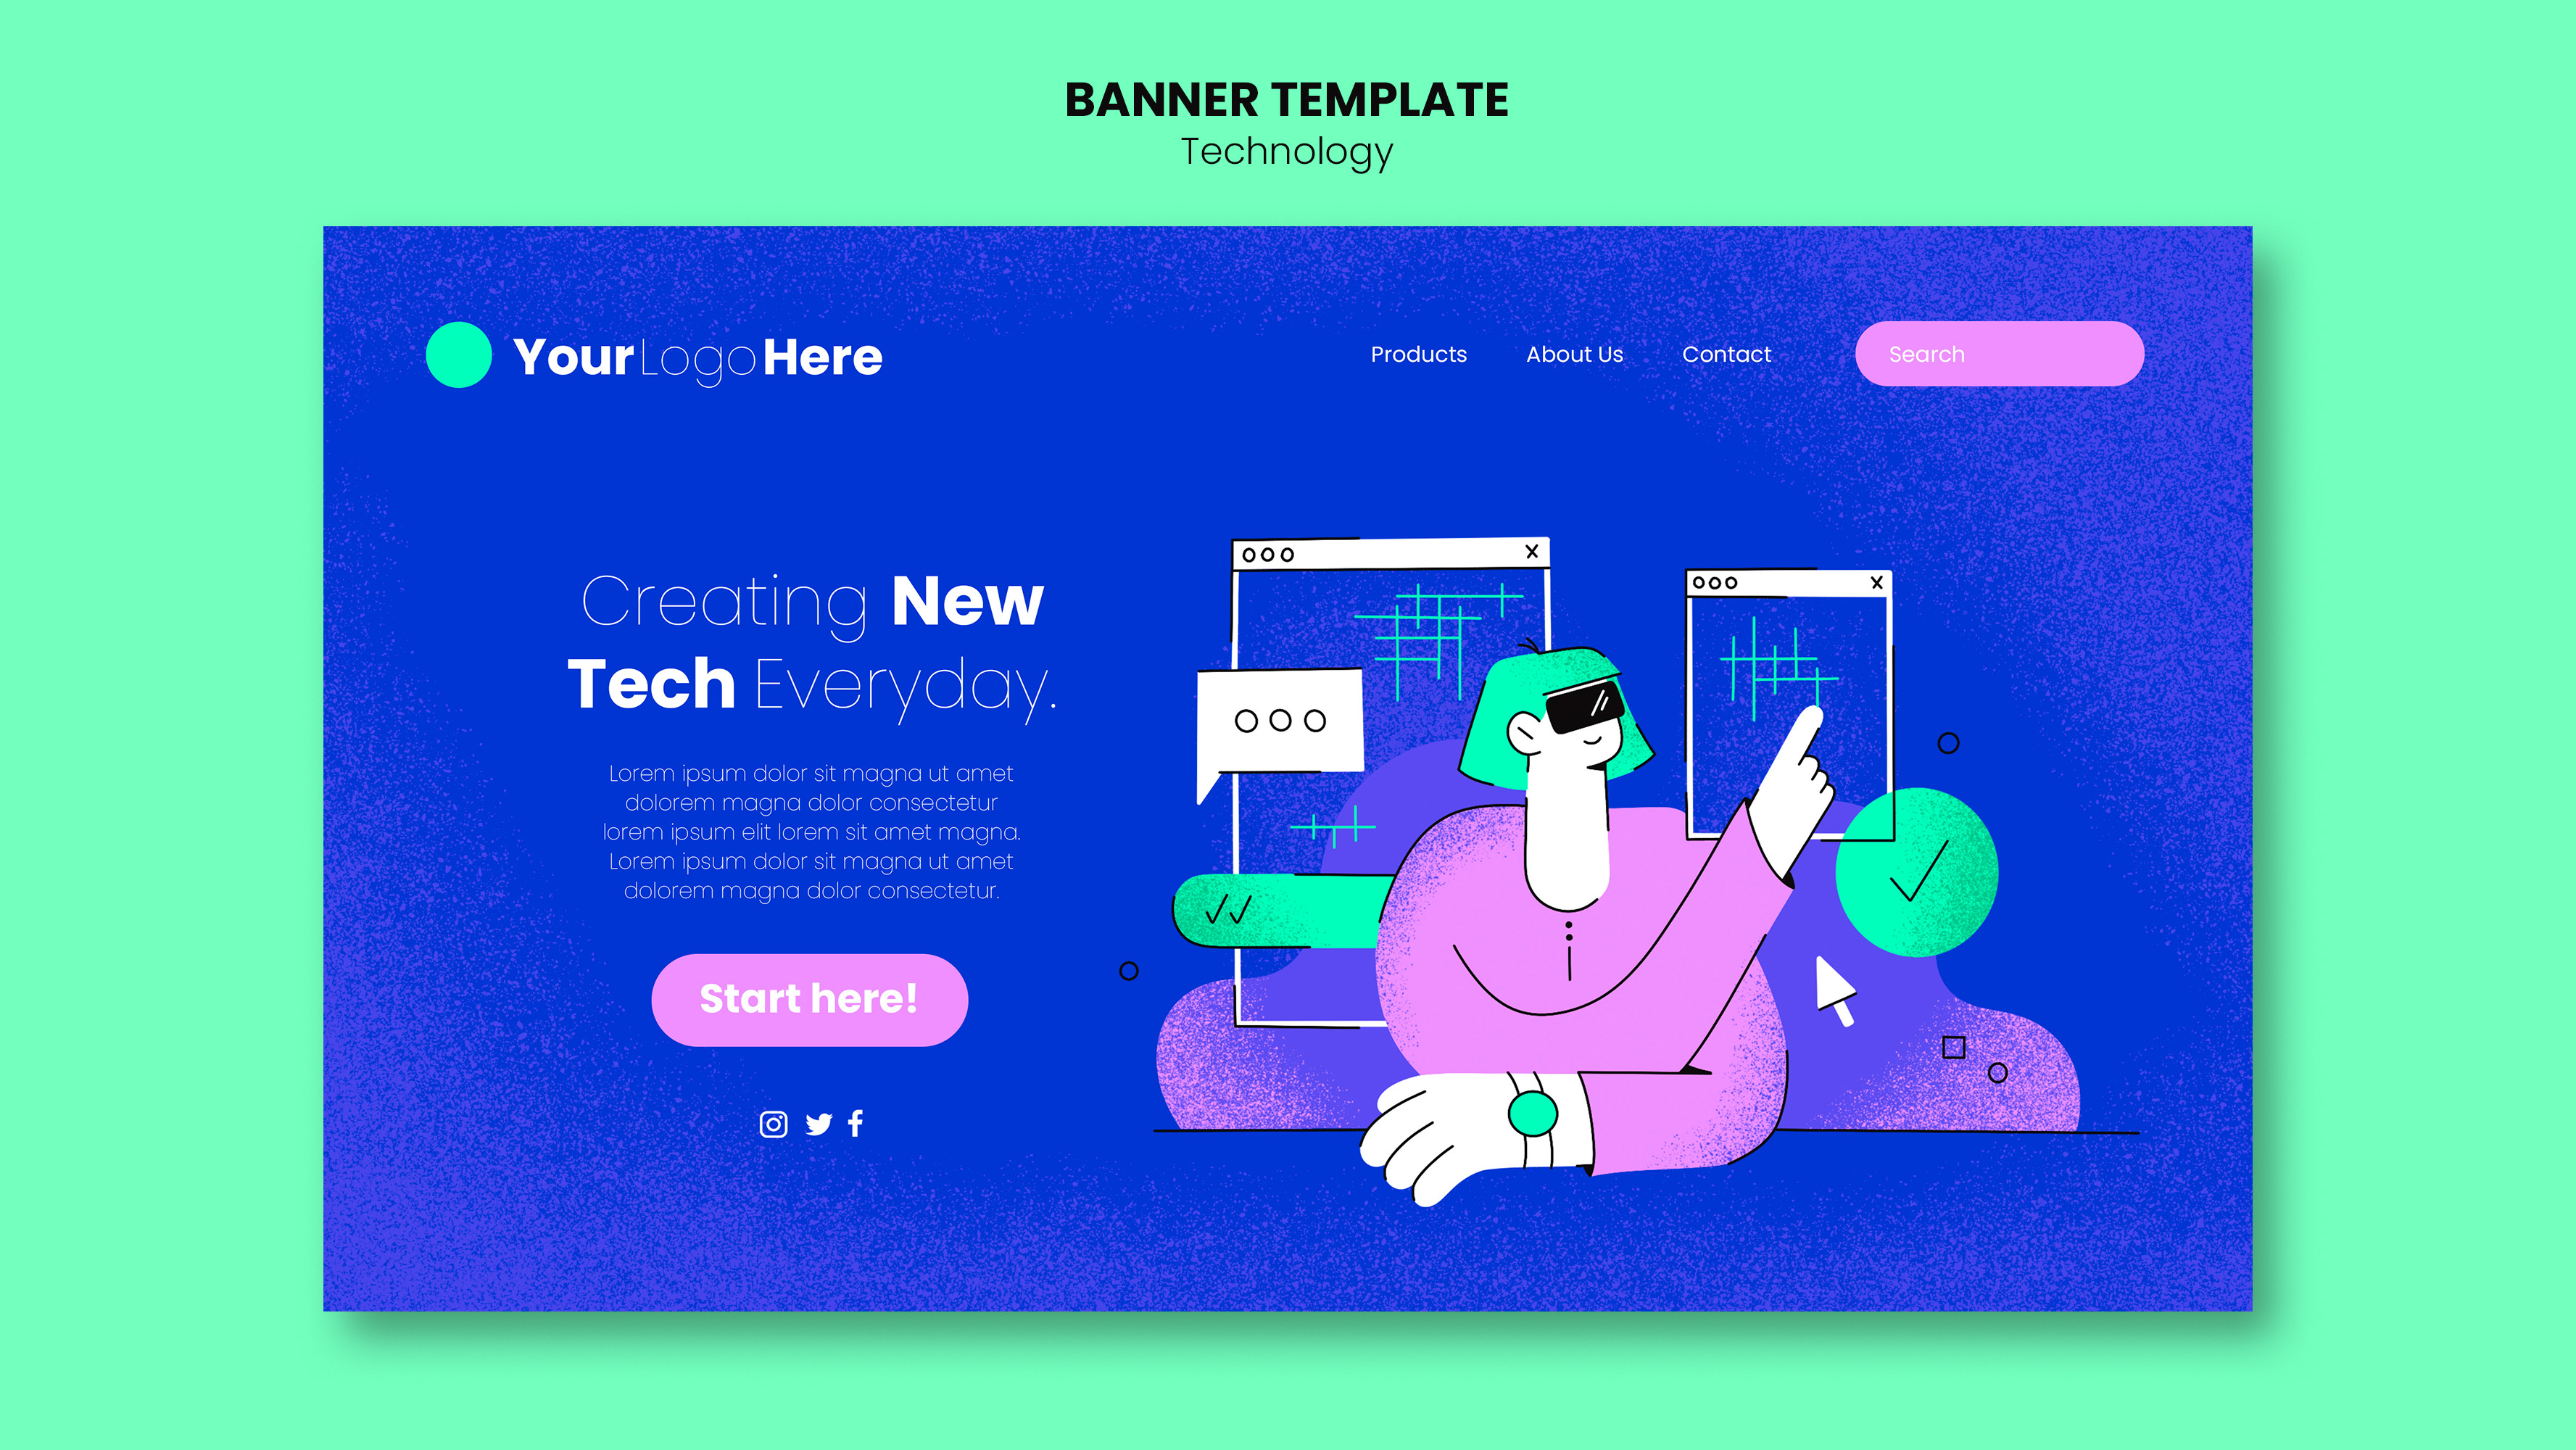 BANNER TEMPLATE
Technology
YourLogoHere
Products About Us Contact Search
Creating New
Tech Everyday.
Lorem ipsum dolor sit magna ut amet
dolorem magna dolor consectetur
lorem ipsum elit lorem sit amet magna.
Lorem ipsum dolor sit magna ut amet
dolorem magna dolor consectetur.
Start here!